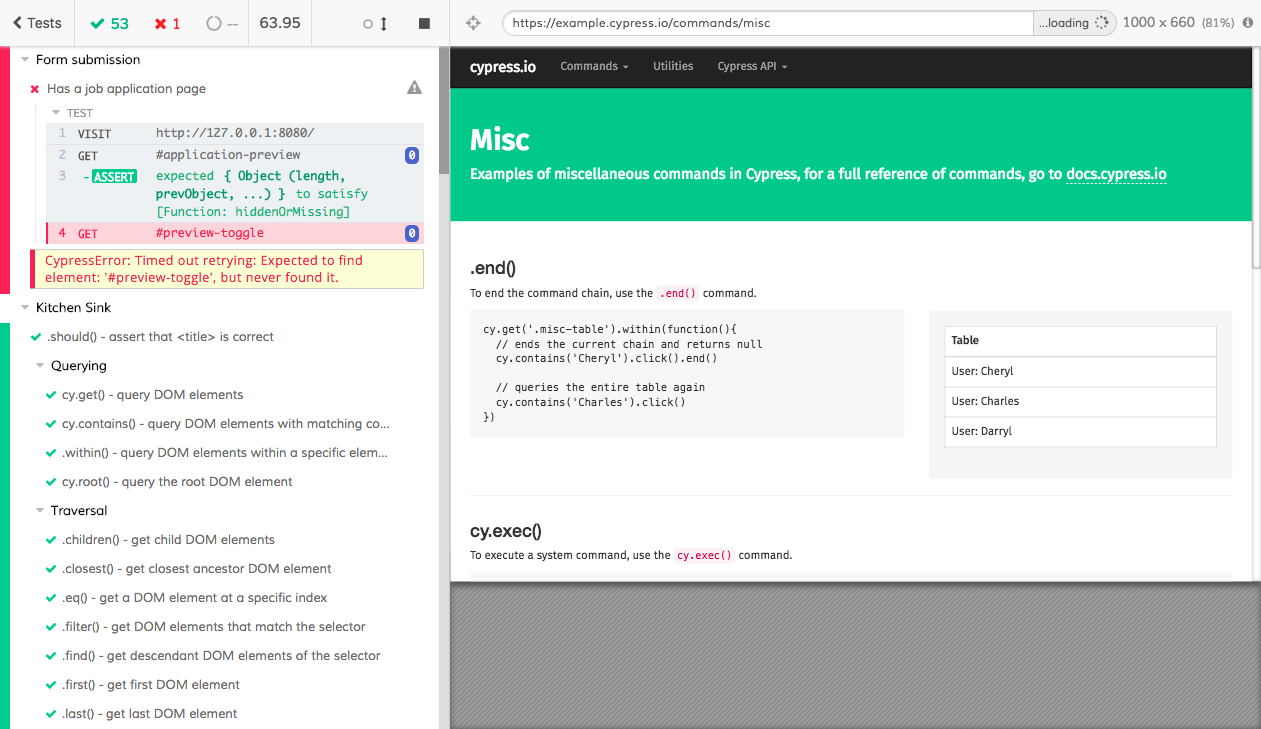 Tests 53 1 -- 63.95
https://example.cypress.io/commands/misc ...loading 1000 x 660 (81%)
Form submission
Has a job application page
TEST
1 VISIT http://127.0.0.1:8080/
2 GET #application-preview 0
3 -ASSERT expected { Object (length,
prevObject, ...) } to satisfy
[Function: hiddenOrMissing]
4 GET #preview-toggle 0
CypressError: Timed out retrying: Expected to find
element: '#preview-toggle', but never found it.
Kitchen Sink
.should() - assert that <title> is correct
Querying
cy.get() - query DOM elements
cy.contains() - query DOM elements with matching co...
.within() - query DOM elements within a specific elem...
cy.root() - query the root DOM element
Traversal
.children() - get child DOM elements
.closest() - get closest ancestor DOM element
.eq() - get a DOM element at a specific index
.filter() - get DOM elements that match the selector
.find() - get descendant DOM elements of the selector
.first() - get first DOM element
.last() - get last DOM element
cypress.io Commands Utilities Cypress API
Misc
Examples of miscellaneous commands in Cypress, for a full reference of commands, go to docs.cypress.io
.end()
To end the command chain, use the .end() command.
cy.get('.misc-table').within(function(){
// ends the current chain and returns null
cy.contains('Cheryl').click().end()
// queries the entire table again
cy.contains('Charles').click()
})
Table
User: Cheryl
User: Charles
User: Darryl
cy.exec()
To execute a system command, use the cy.exec() command.